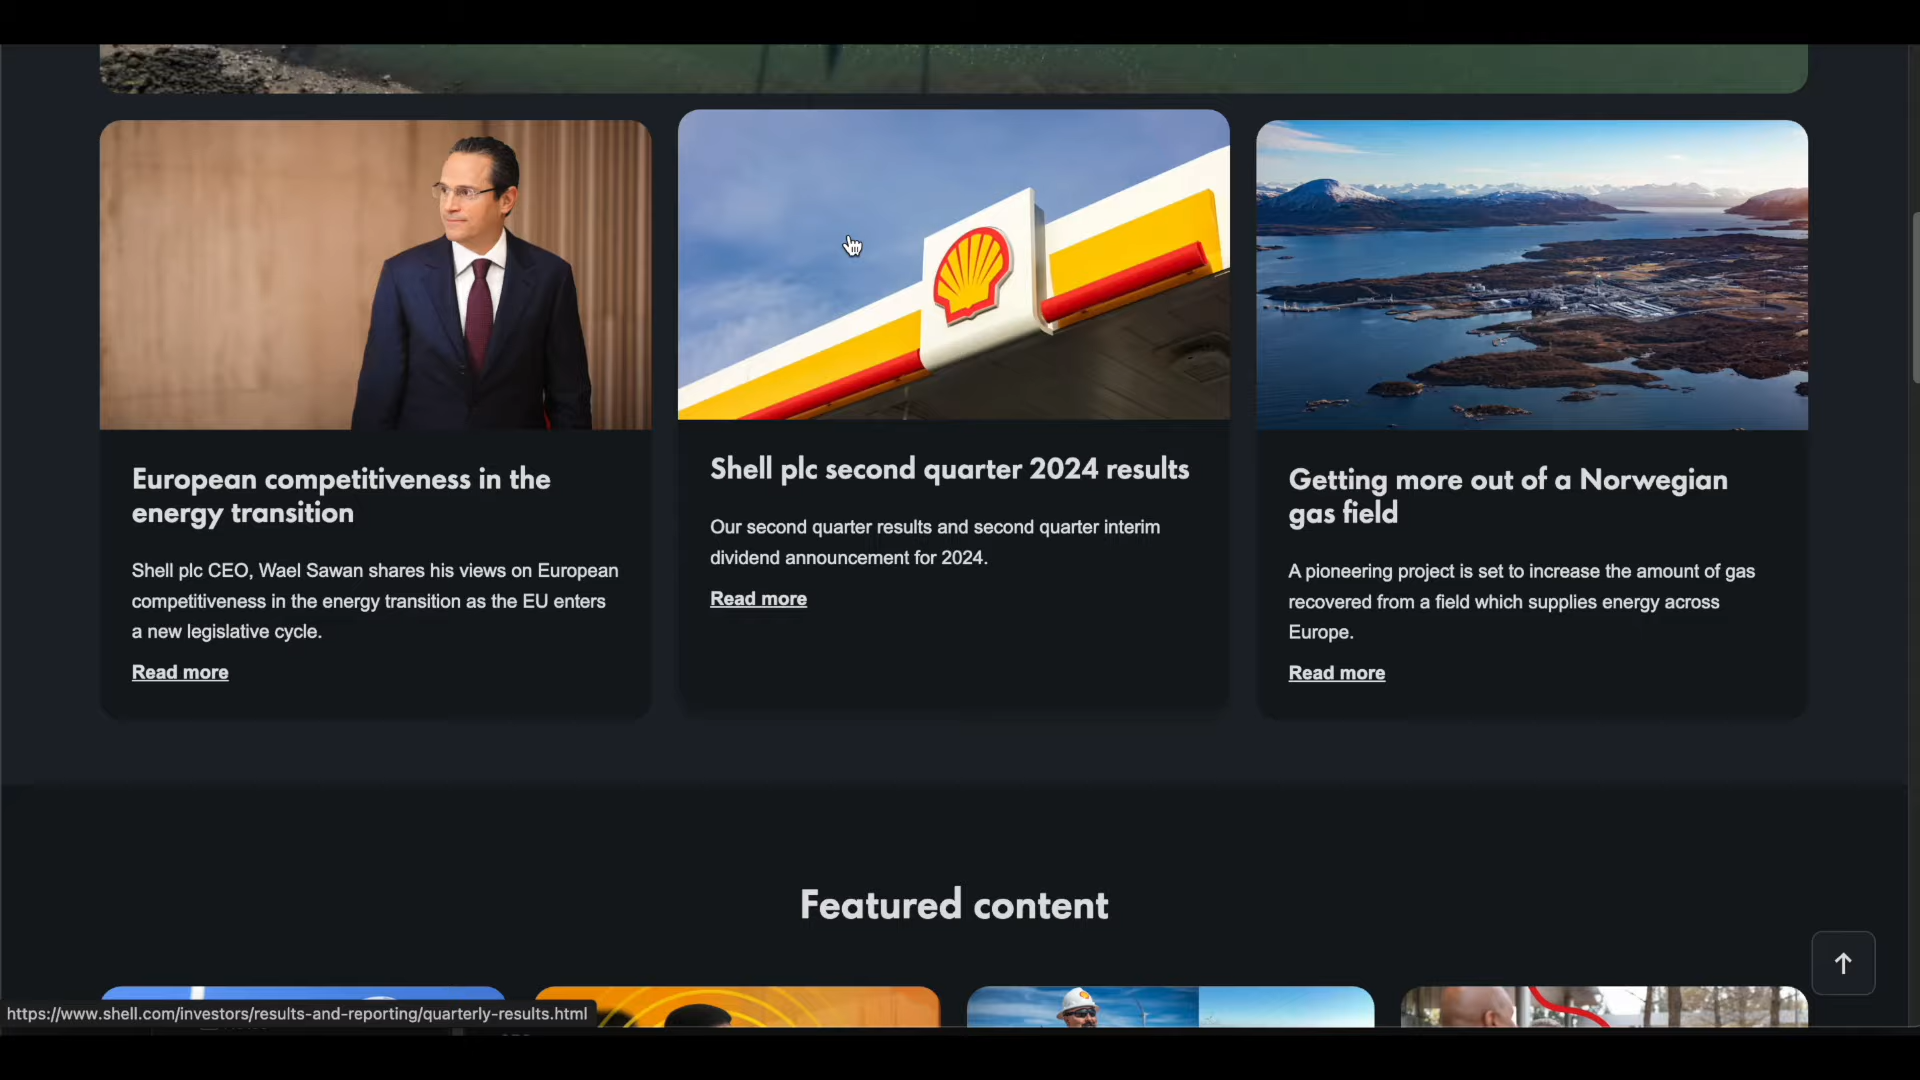 European competitiveness in the
energy transition
Shell plc CEO, Wael Sawan shares his views on European
competitiveness in the energy transition as the EU enters
a new legislative cycle.
Read more
Shell plc second quarter 2024 results
Our second quarter results and second quarter interim
dividend announcement for 2024.
Read more
Getting more out of a Norwegian
gas field
A pioneering project is set to increase the amount of gas
recovered from a field which supplies energy across
Europe.
Read more
Featured content
https://www.shell.com/investors/results-and-reporting/quarterly-results.html